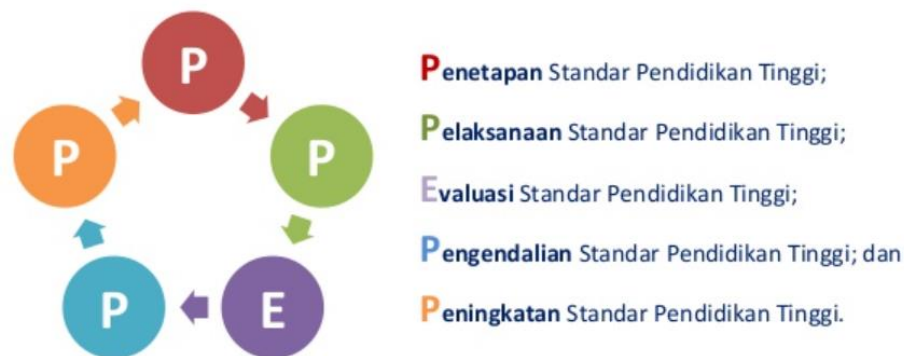 P
P
E
P
P
Penetapan Standar Pendidikan Tinggi;
Pelaksanaan Standar Pendidikan Tinggi;
Evaluasi Standar Pendidikan Tinggi;
Pengendalian Standar Pendidikan Tinggi; dan
Peningkatan Standar Pendidikan Tinggi.